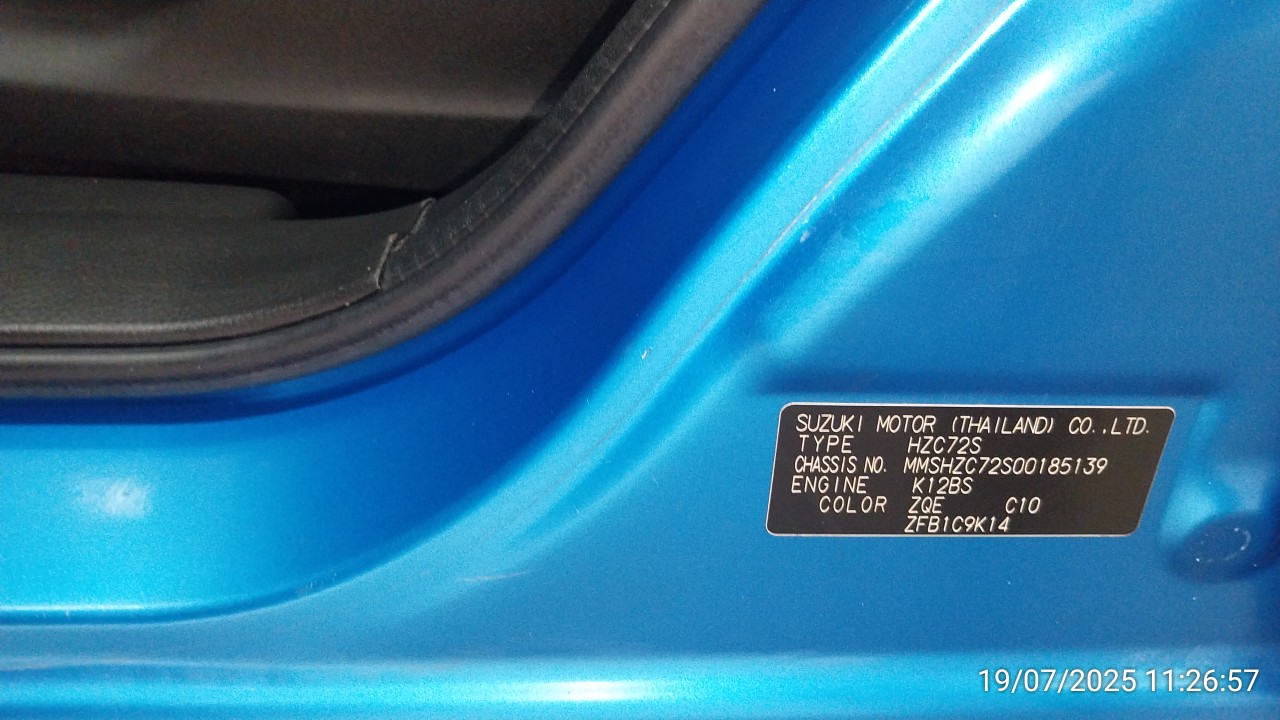 SUZUKI MOTOR (THAILAND) CO.,LTD.
TYPE HZC72S
CHASSIS NO. MMSHZC72S00185139
ENGINE K12BS
COLOR ZQE C10
ZFB1C9K14
19/07/2025 11:26:57